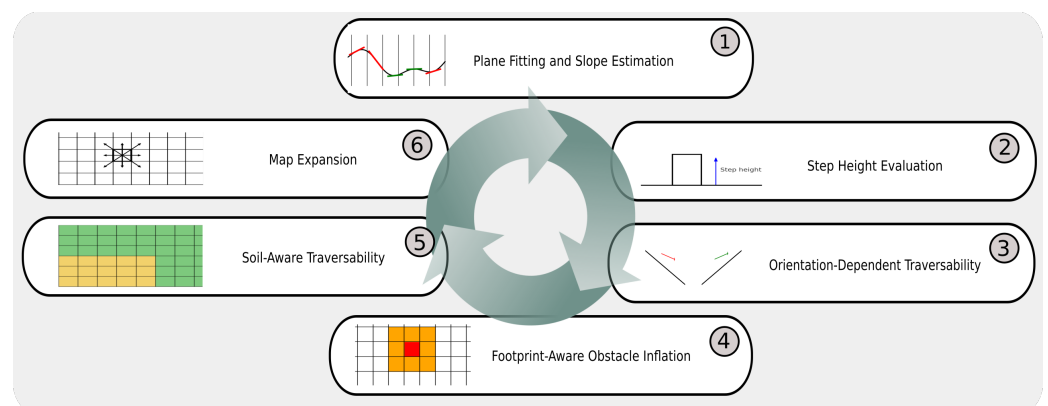 1
Plane Fitting and Slope Estimation
2
Step height
Step Height Evaluation
3
Orientation-Dependent Traversability
4
Footprint-Aware Obstacle Inflation
5
Soil-Aware Traversability
6
Map Expansion